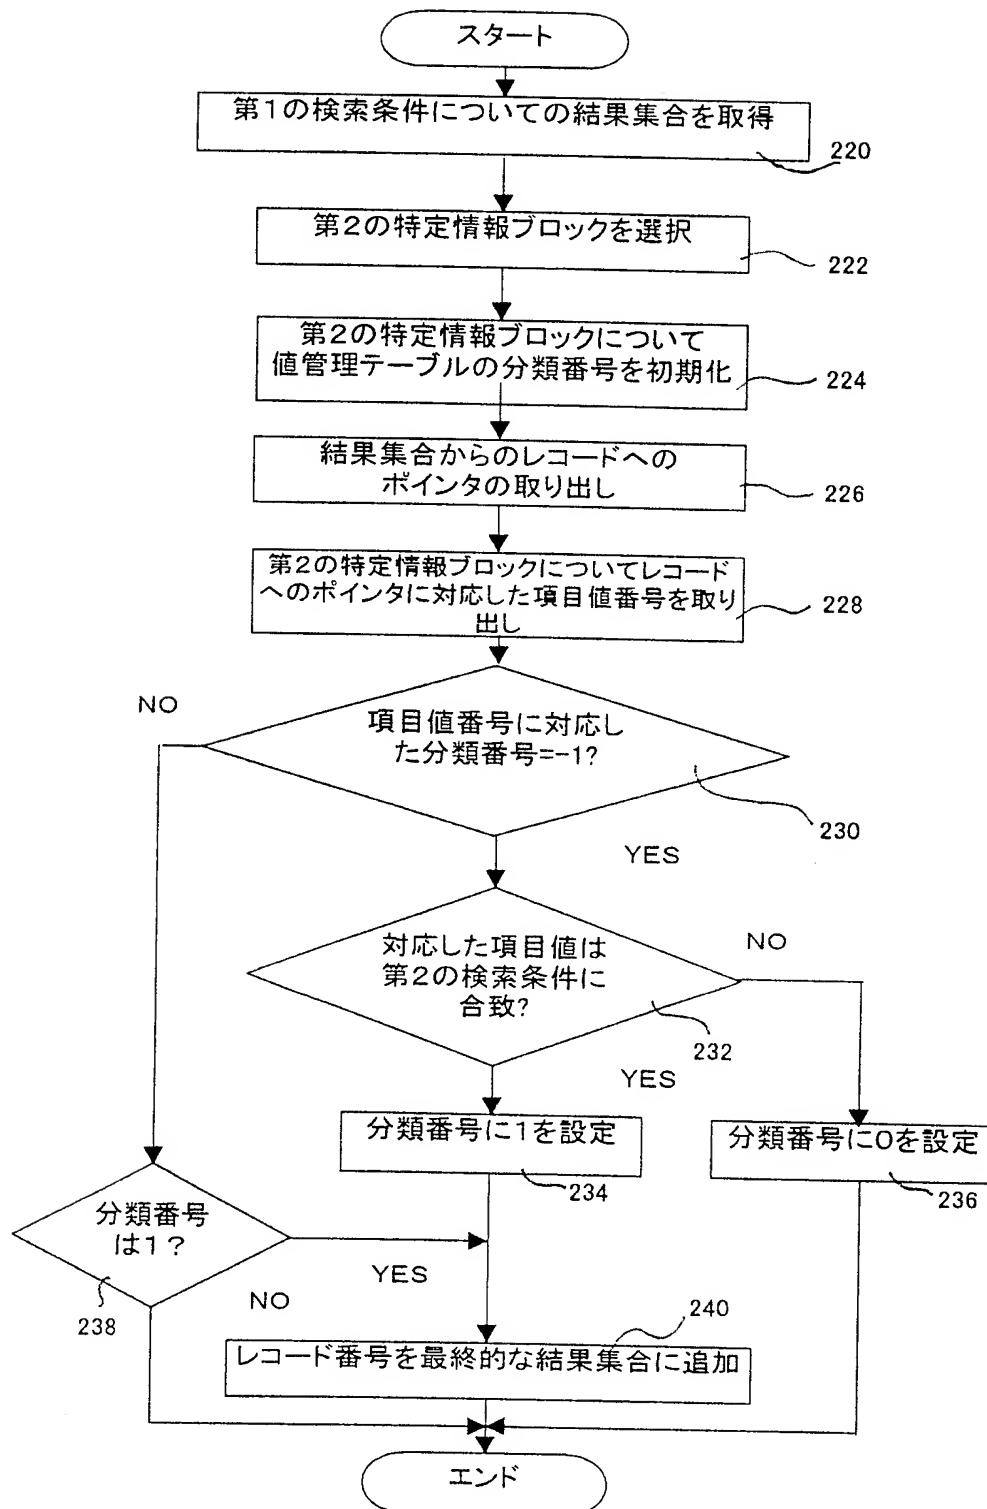 スタート
第1の検索条件についての結果集合を取得
220
第2の特定情報ブロックを選択
222
第2の特定情報ブロックについて
値管理テーブルの分類番号を初期化
224
結果集合からのレコードへの
ポインタの取り出し
226
第2の特定情報ブロックについてレコード
へのポインタに対応した項目値番号を取り
出し
228
NO
項目値番号に対応し
た分類番号=-1?
230
YES
対応した項目値は
第2の検索条件に
合致?
NO
232
YES
分類番号に1を設定
234
分類番号に0を設定
236
分類番号
は1?
238
YES
NO
240
レコード番号を最終的な結果集合に追加
エンド